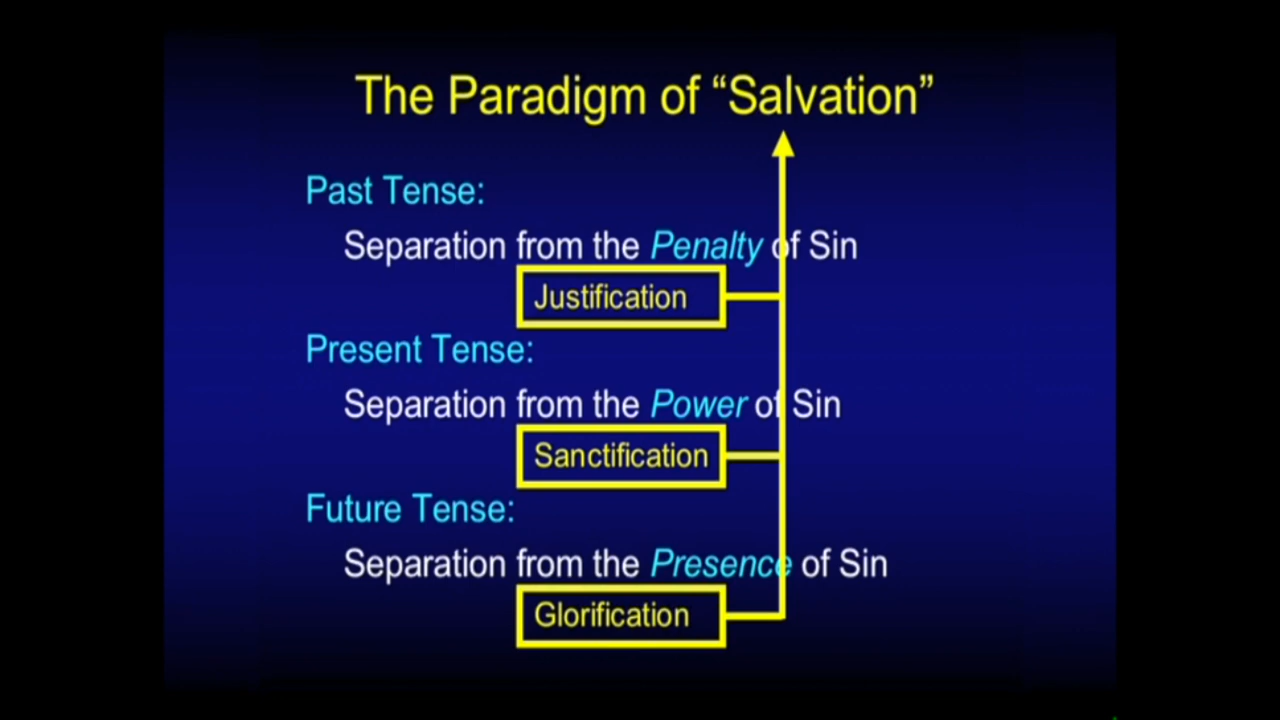 The Paradigm of “Salvation”
Past Tense:
Separation from the Penalty of Sin
Justification
Present Tense:
Separation from the Power of Sin
Sanctification
Future Tense:
Separation from the Presence of Sin
Glorification